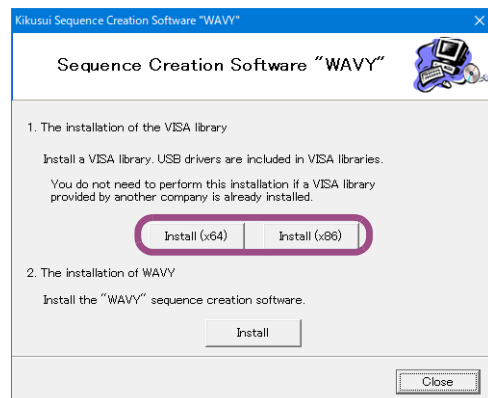 Kikusui Sequence Creation Software "WAVY"
Sequence Creation Software "WAVY"
1. The installation of the VISA library
Install a VISA library. USB drivers are included in VISA libraries.
You do not need to perform this installation if a VISA library
provided by another company is already installed.
Install (x64) Install (x86)
2. The installation of WAVY
Install the "WAVY" sequence creation software.
Install
Close